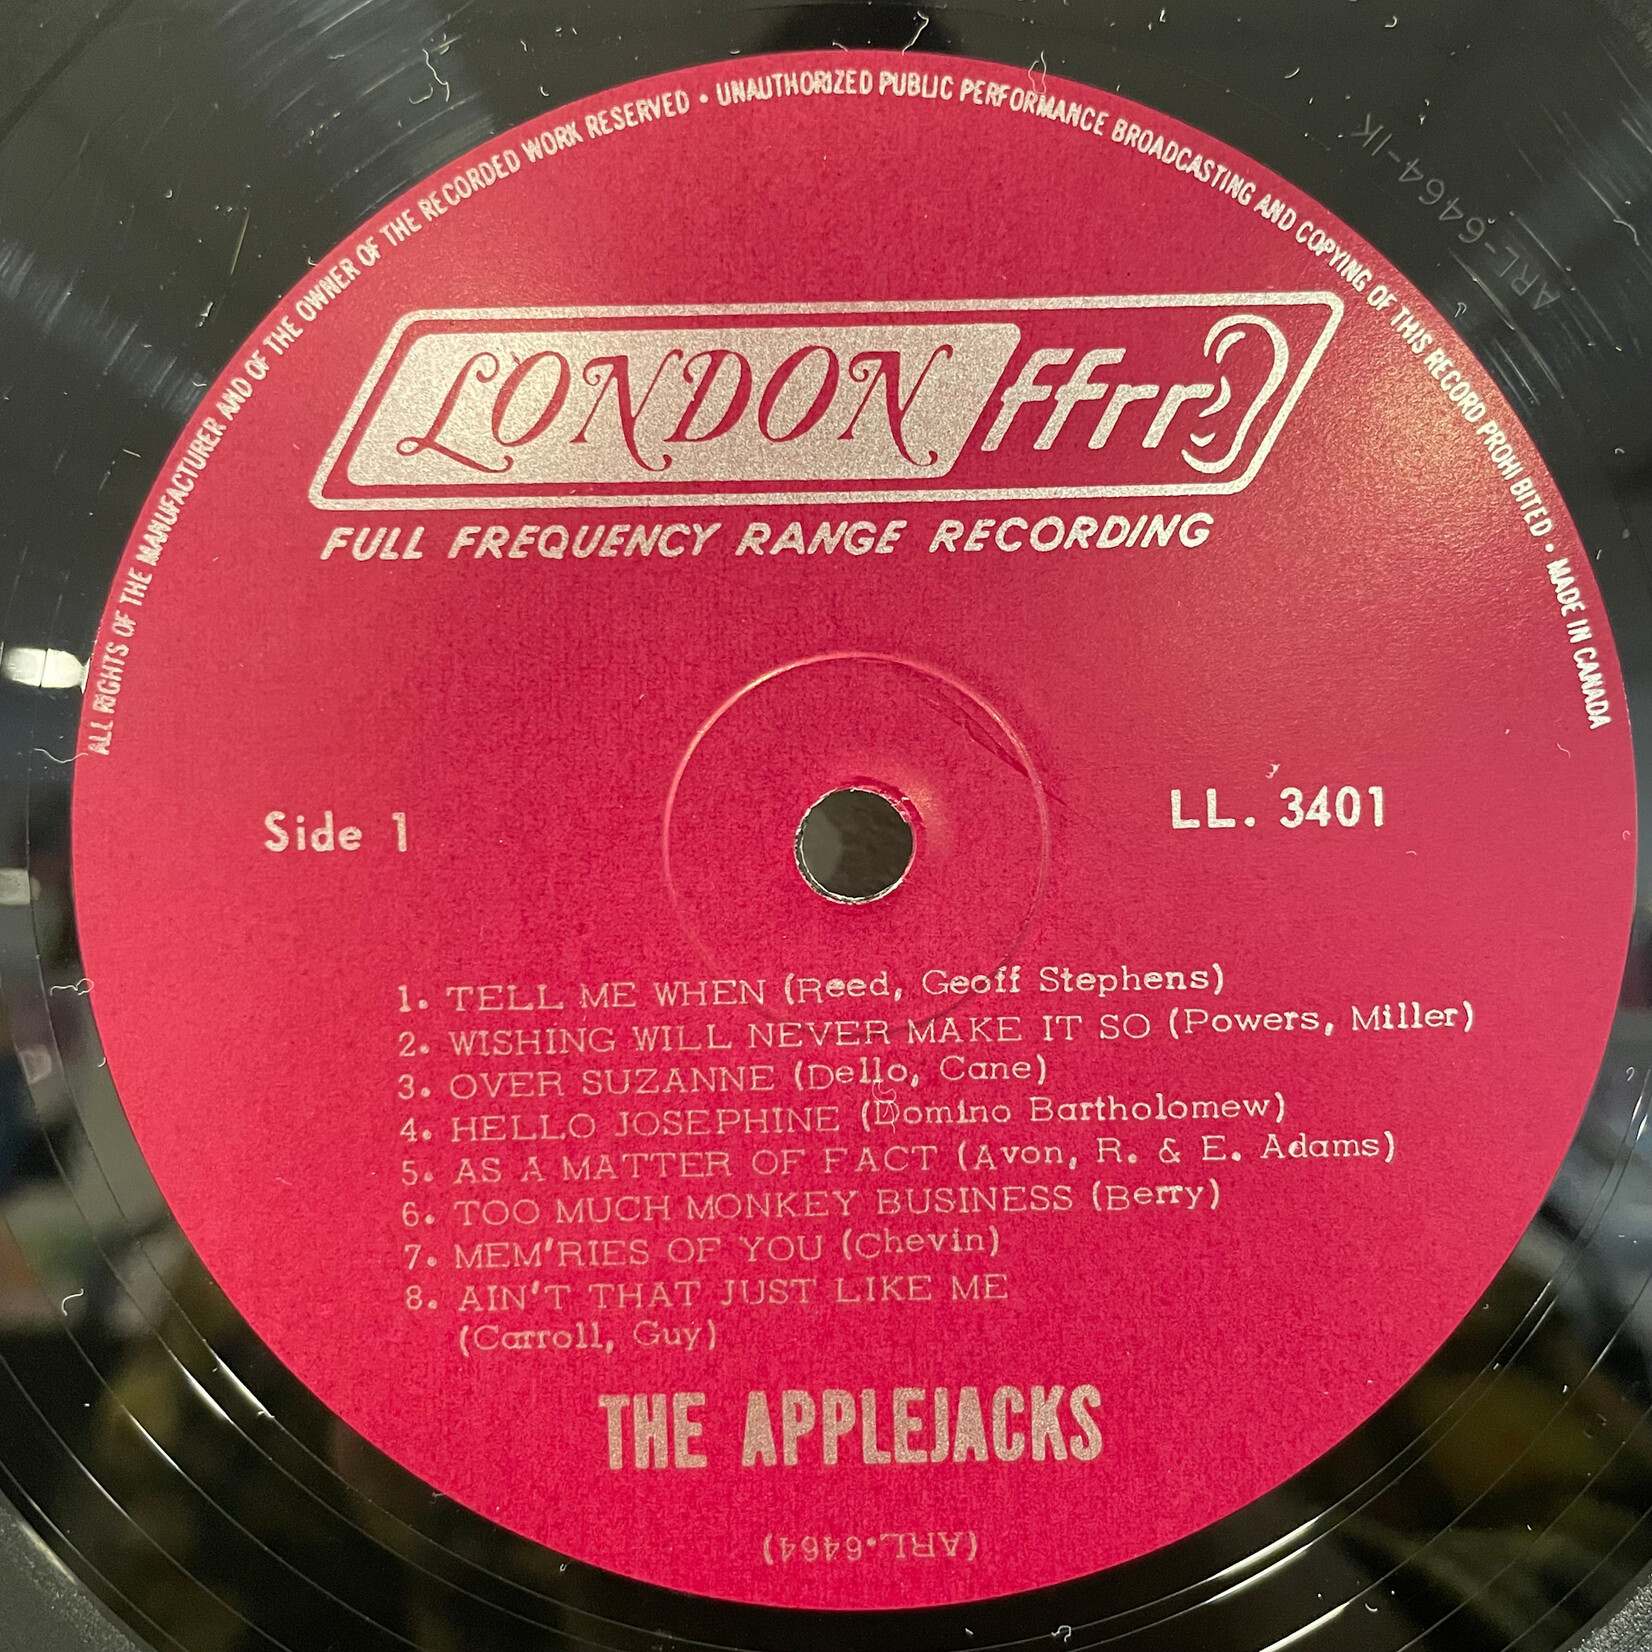 ALL RIGHTS OF THE MANUFACTURER AND OF THE OWNER OF THE RECORDED WORK RESERVED • UNAUTHORIZED PUBLIC PERFORMANCE BROADCASTING AND COPYING OF THIS RECORD PROHIBITED • MADE IN CANADA
ARL-6464-1K
LONDON ffrr
FULL FREQUENCY RANGE RECORDING
Side 1
LL. 3401
1. TELL ME WHEN (Reed, Geoff Stephens)
2. WISHING WILL NEVER MAKE IT SO (Powers, Miller)
3. OVER SUZANNE (Dello, Cane)
4. HELLO JOSEPHINE (Domino Bartholomew)
5. AS A MATTER OF FACT (Avon, R. & E. Adams)
6. TOO MUCH MONKEY BUSINESS (Berry)
7. MEM'RIES OF YOU (Chevin)
8. AIN'T THAT JUST LIKE ME
(Carroll, Guy)
THE APPLEJACKS
(ARL.6464)